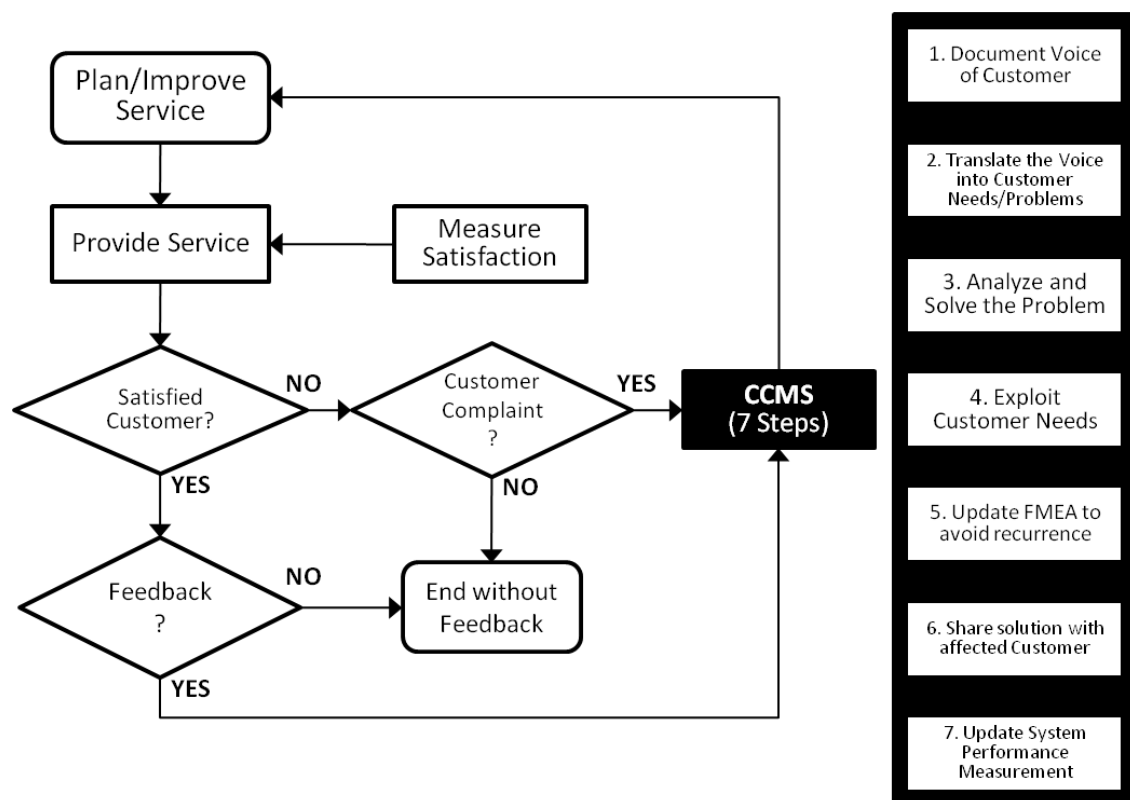 Plan/Improve
Service
Provide Service
Measure
Satisfaction
Satisfied
Customer?
NO
Customer
Complaint
?
YES
CCMS
(7 Steps)
YES
NO
Feedback
?
NO
End without
Feedback
YES
1. Document Voice
of Customer
2. Translate the Voice
into Customer
Needs/Problems
3. Analyze and
Solve the Problem
4. Exploit
Customer Needs
5. Update FMEA to
avoid recurrence
6. Share solution with
affected Customer
7. Update System
Performance
Measurement